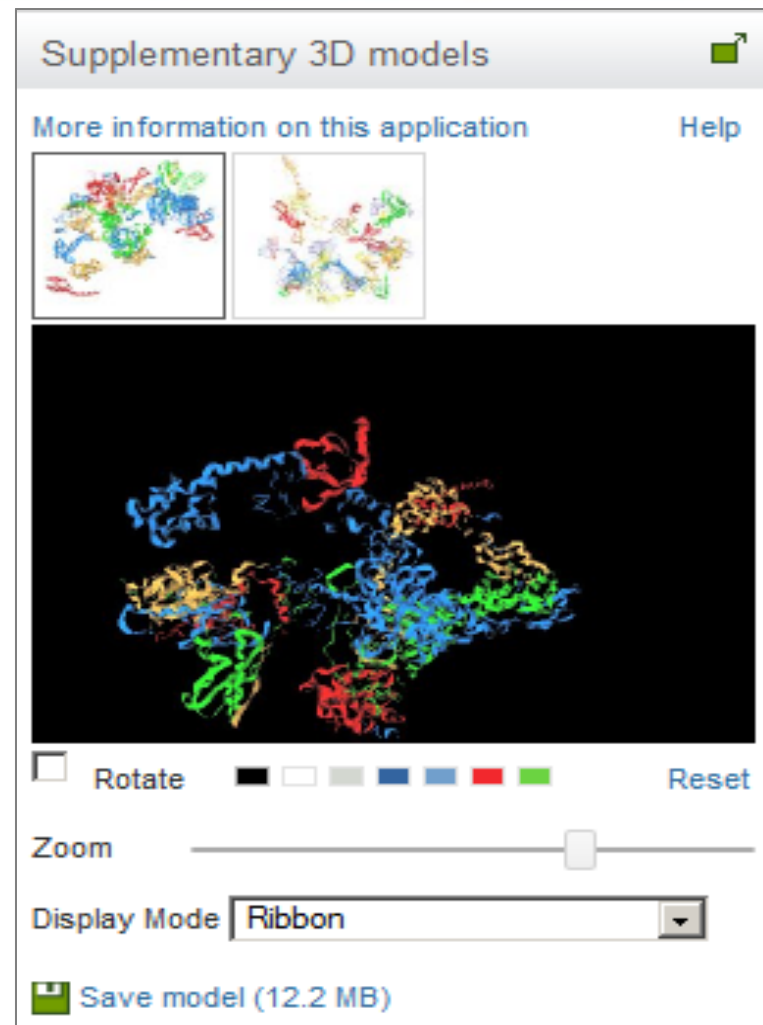 Supplementary 3D models
More information on this application Help
Rotate Reset
Zoom
Display Mode Ribbon
Save model (12.2 MB)